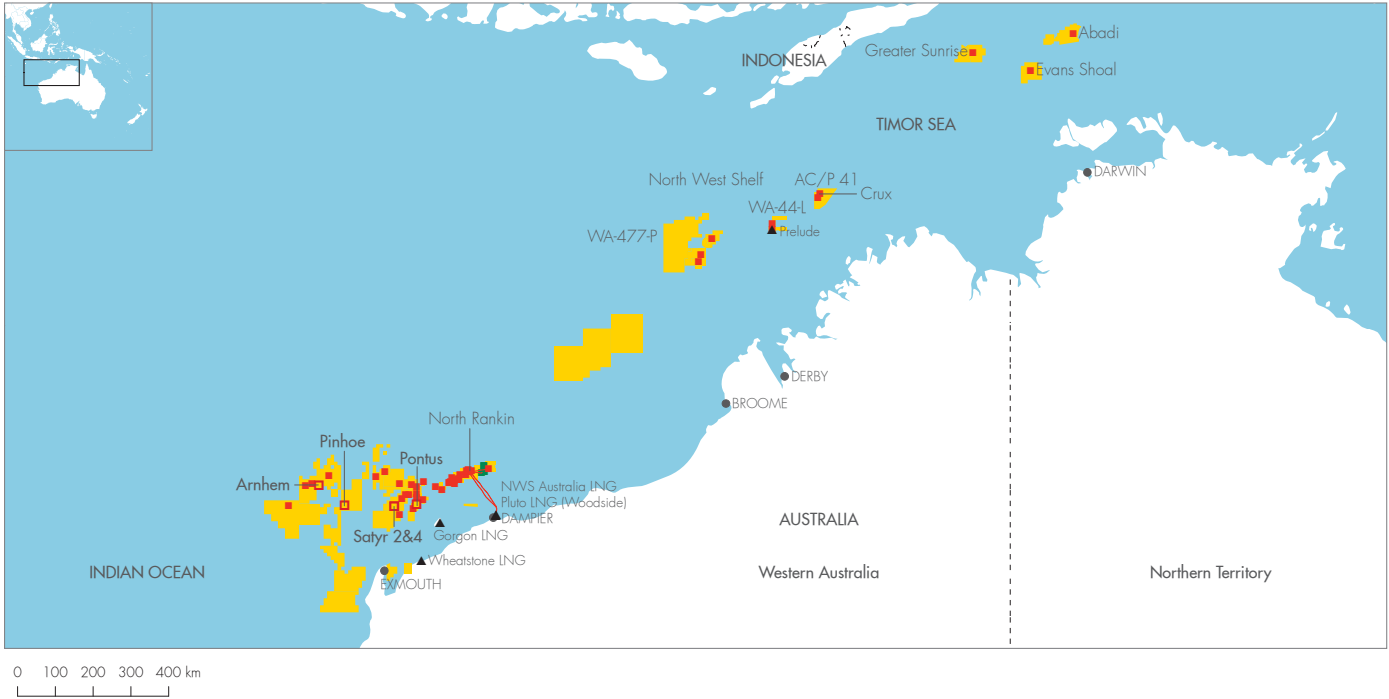 Abadi
Greater Sunrise
INDONESIA
Evans Shoal
TIMOR SEA
DARWIN
North West Shelf
AC/P 41
Crux
WA-44-L
Prelude
WA-477-P
DERBY
BROOME
North Rankin
Pinhoe
Pontus
Arnhem
NWS Australia LNG
Pluto LNG (Woodside)
DAMPIER
Satyr 2&4
Gorgon LNG
AUSTRALIA
Wheatstone LNG
EXMOUTH
INDIAN OCEAN
Western Australia
Northern Territory
0 100 200 300 400 km